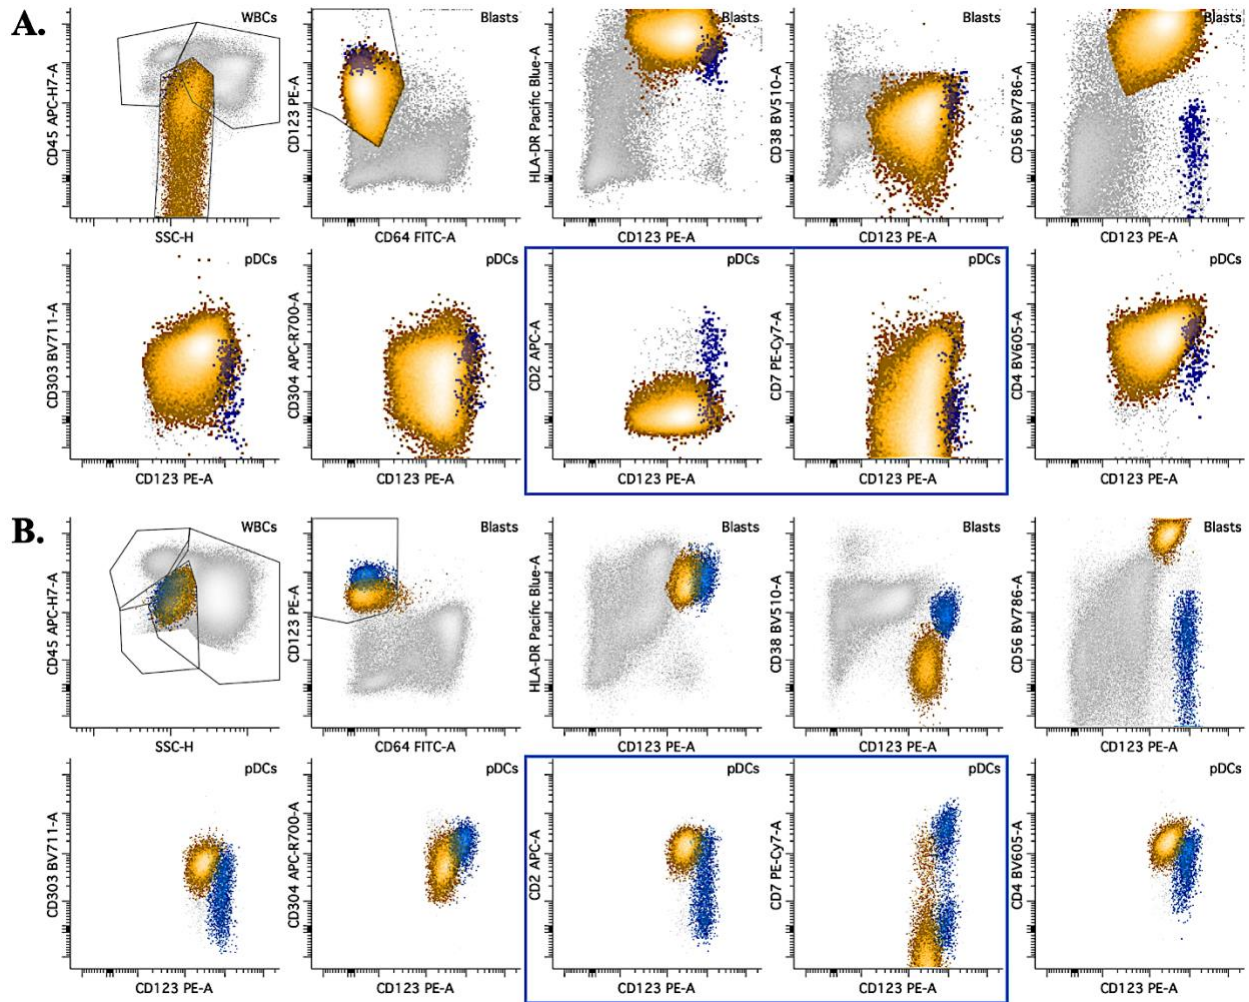 A.
WBCs
CD45 APC-H7-A
SSC-H
Blasts
CD123 PE-A
CD64 FITC-A
Blasts
HLA-DR Pacific Blue-A
CD123 PE-A
Blasts
CD38 BV510-A
CD123 PE-A
Blasts
CD56 BV786-A
CD123 PE-A
pDCs
CD303 BV711-A
CD123 PE-A
pDCs
CD304 APC-R700-A
CD123 PE-A
pDCs
CD2 APC-A
CD123 PE-A
pDCs
CD7 PE-Cy7-A
CD123 PE-A
pDCs
CD4 BV605-A
CD123 PE-A
B.
WBCs
CD45 APC-H7-A
SSC-H
Blasts
CD123 PE-A
CD64 FITC-A
Blasts
HLA-DR Pacific Blue-A
CD123 PE-A
Blasts
CD38 BV510-A
CD123 PE-A
Blasts
CD56 BV786-A
CD123 PE-A
pDCs
CD303 BV711-A
CD123 PE-A
pDCs
CD304 APC-R700-A
CD123 PE-A
pDCs
CD2 APC-A
CD123 PE-A
pDCs
CD7 PE-Cy7-A
CD123 PE-A
pDCs
CD4 BV605-A
CD123 PE-A